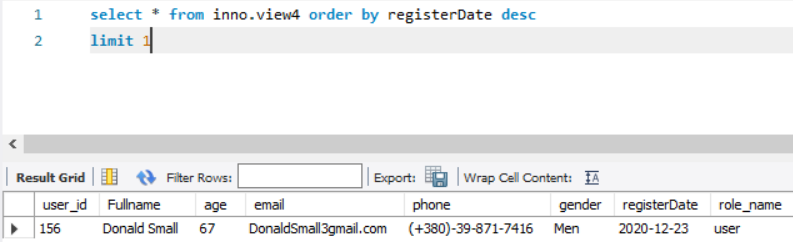 1 select * from inno.view4 order by registerDate desc
2 limit 1
Result Grid Filter Rows: Export: Wrap Cell Content: IA
user_id Fullname age email phone gender registerDate role_name
156 Donald Small 67 DonaldSmall3gmail.com (+380)-39-871-7416 Men 2020-12-23 user